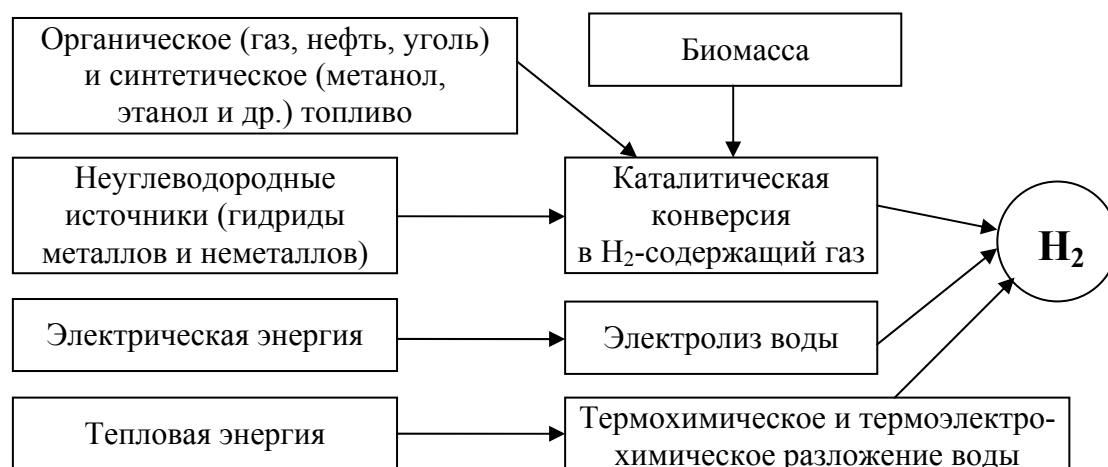 Органическое (газ, нефть, уголь)
и синтетическое (метанол,
этанол и др.) топливо
Биомасса
Неуглеводородные
источники (гидриды
металлов и неметаллов)
Каталитическая
конверсия
в H₂-содержащий газ
H₂
Электрическая энергия
Электролиз воды
Тепловая энергия
Термохимическое и термоэлектро-
химическое разложение воды